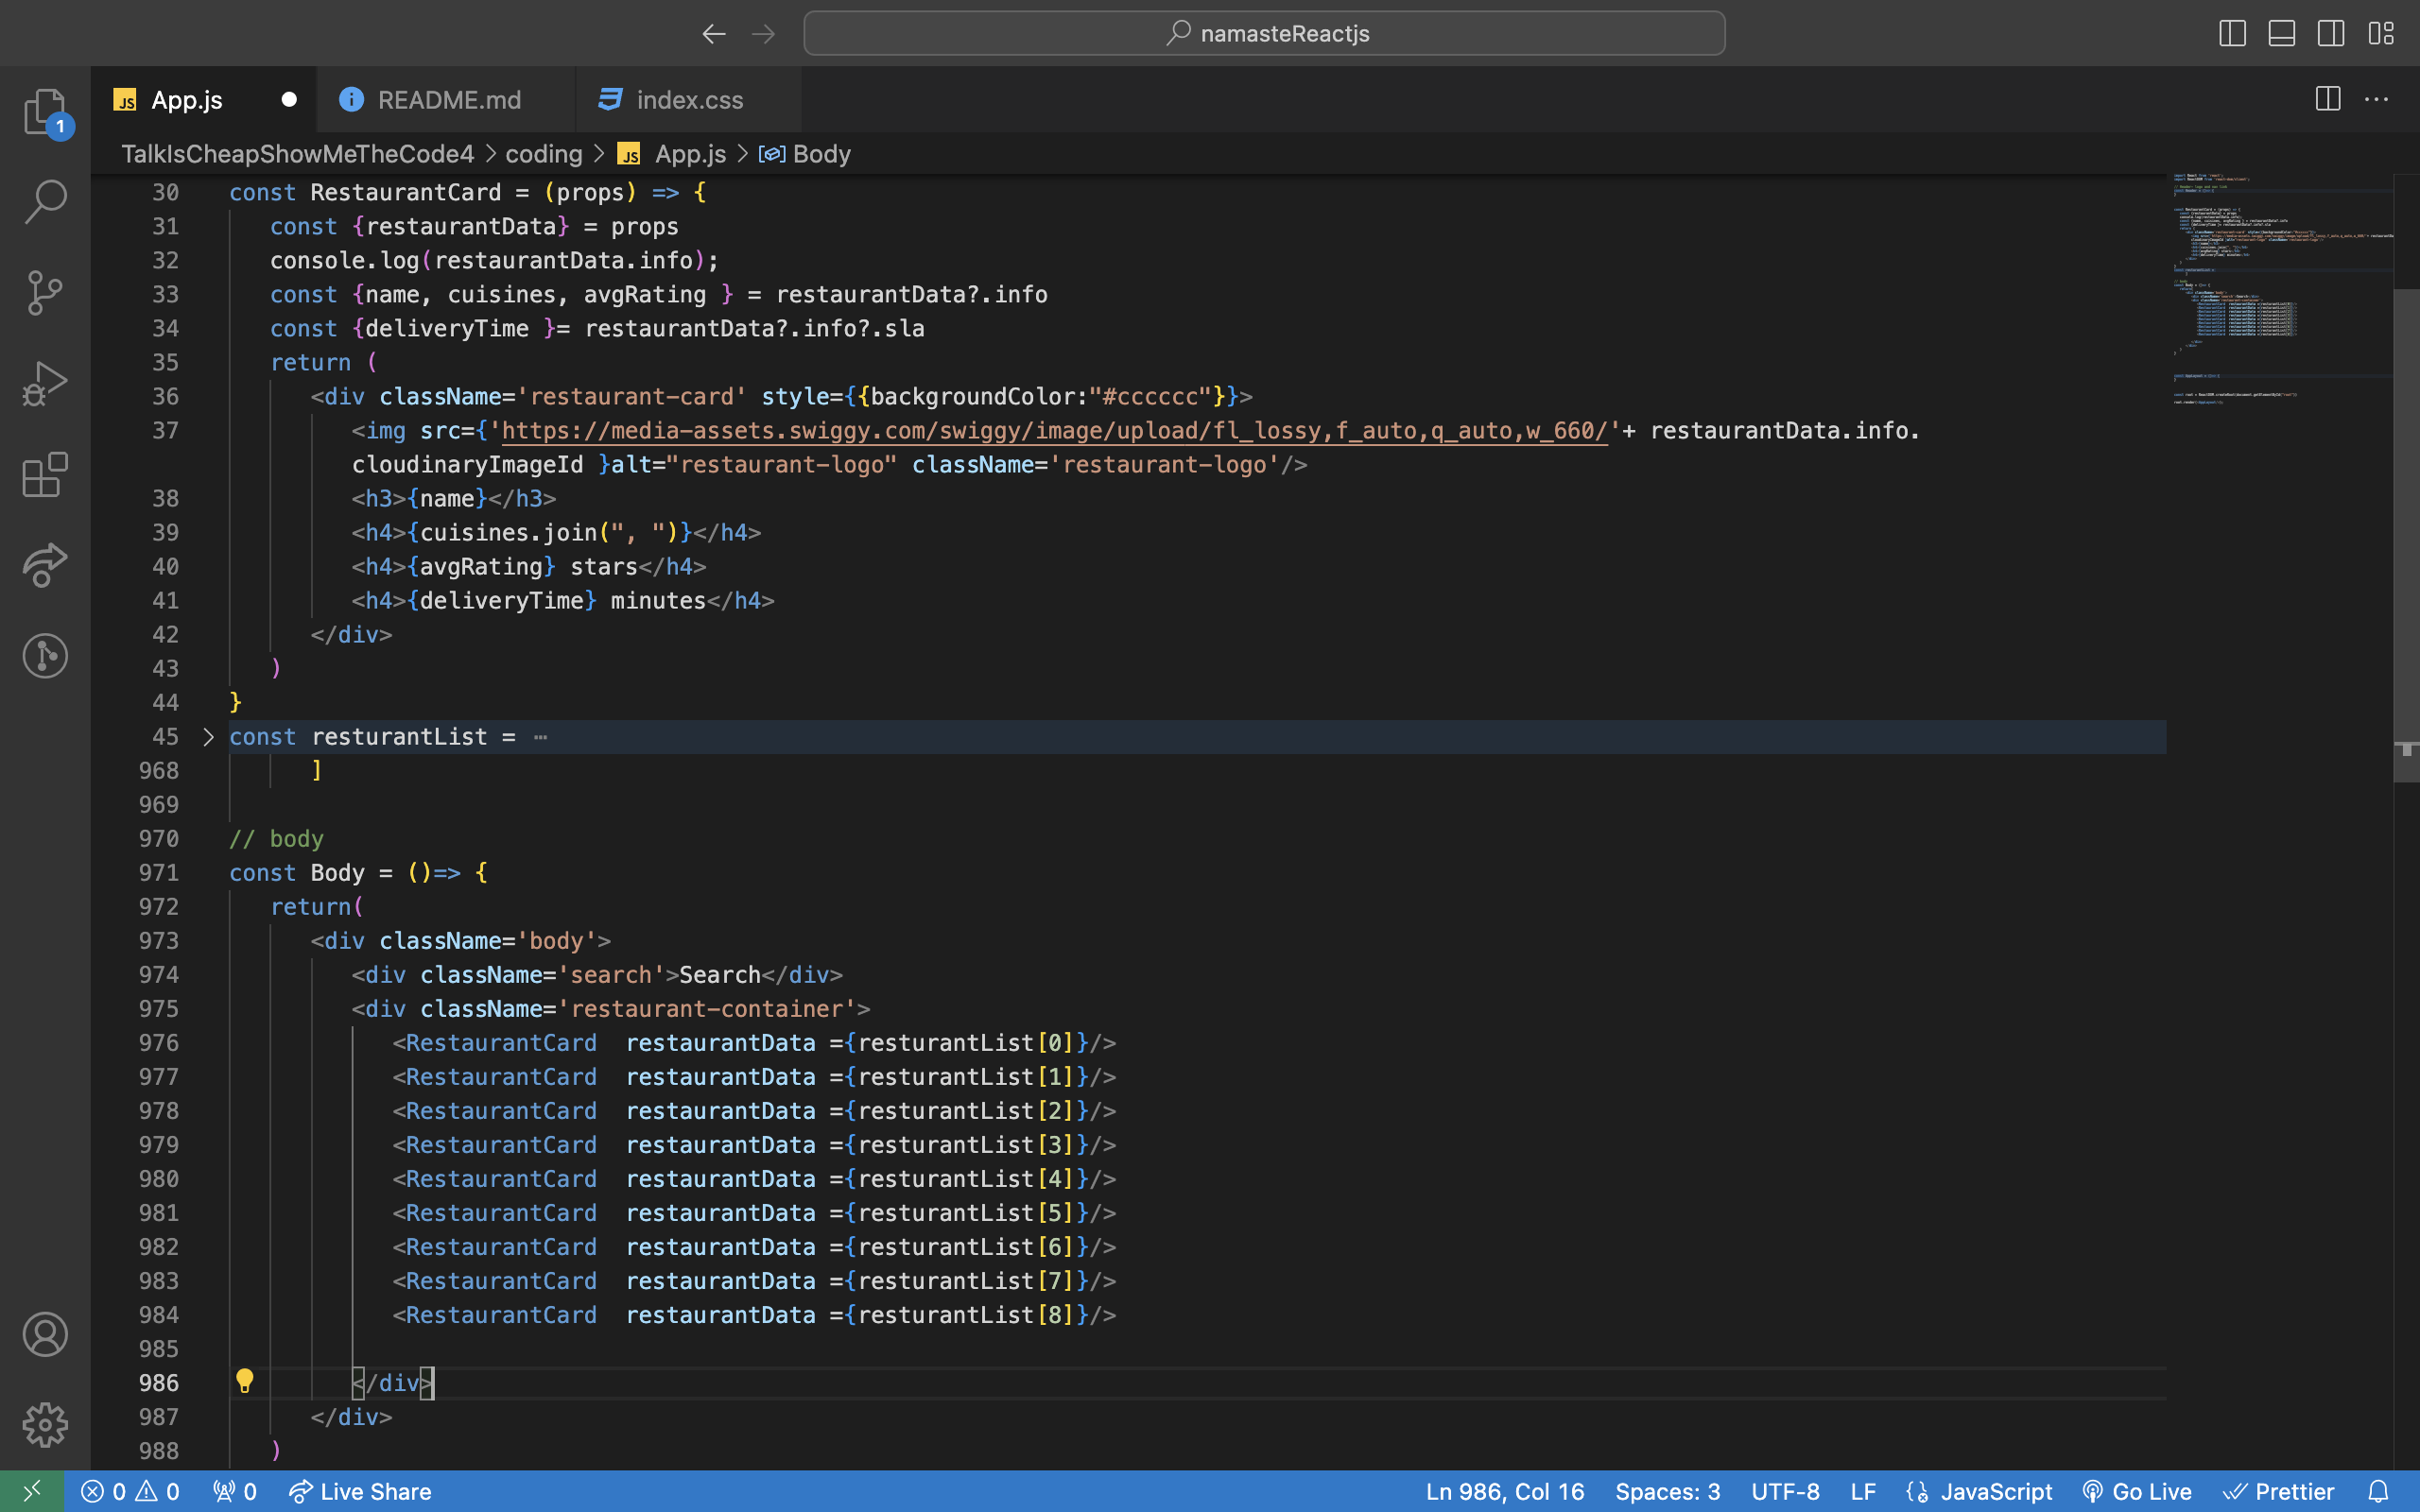 namasteReactjs
App.js
README.md
index.css
TalkIsCheapShowMeTheCode4 > coding > JS App.js > Body
1
30 const RestaurantCard = (props) => {
31 const {restaurantData} = props
32 console.log(restaurantData.info);
33 const {name, cuisines, avgRating } = restaurantData?.info
34 const {deliveryTime }= restaurantData?.info?.sla
35 return (
36 <div className='restaurant-card' style={{backgroundColor:"#cccccc"}}>
37 <img src={'https://media-assets.swiggy.com/swiggy/image/upload/fl_lossy,f_auto,q_auto,w_660/'+ restaurantData.info.
cloudinaryImageId }alt="restaurant-logo" className='restaurant-logo'/>
38 <h3>{name}</h3>
39 <h4>{cuisines.join(", ")}</h4>
40 <h4>{avgRating} stars</h4>
41 <h4>{deliveryTime} minutes</h4>
42 </div>
43 )
44 }
45 const resturantList = ⋯
968 ]
969
970 // body
971 const Body = ()=> {
972 return(
973 <div className='body'>
974 <div className='search'>Search</div>
975 <div className='restaurant-container'>
976 <RestaurantCard  restaurantData ={resturantList[0]}/>
977 <RestaurantCard  restaurantData ={resturantList[1]}/>
978 <RestaurantCard  restaurantData ={resturantList[2]}/>
979 <RestaurantCard  restaurantData ={resturantList[3]}/>
980 <RestaurantCard  restaurantData ={resturantList[4]}/>
981 <RestaurantCard  restaurantData ={resturantList[5]}/>
982 <RestaurantCard  restaurantData ={resturantList[6]}/>
983 <RestaurantCard  restaurantData ={resturantList[7]}/>
984 <RestaurantCard  restaurantData ={resturantList[8]}/>
985
986 </div>
987 </div>
988 )
0 0 0 Live Share Ln 986, Col 16 Spaces: 3 UTF-8 LF JavaScript Go Live Prettier